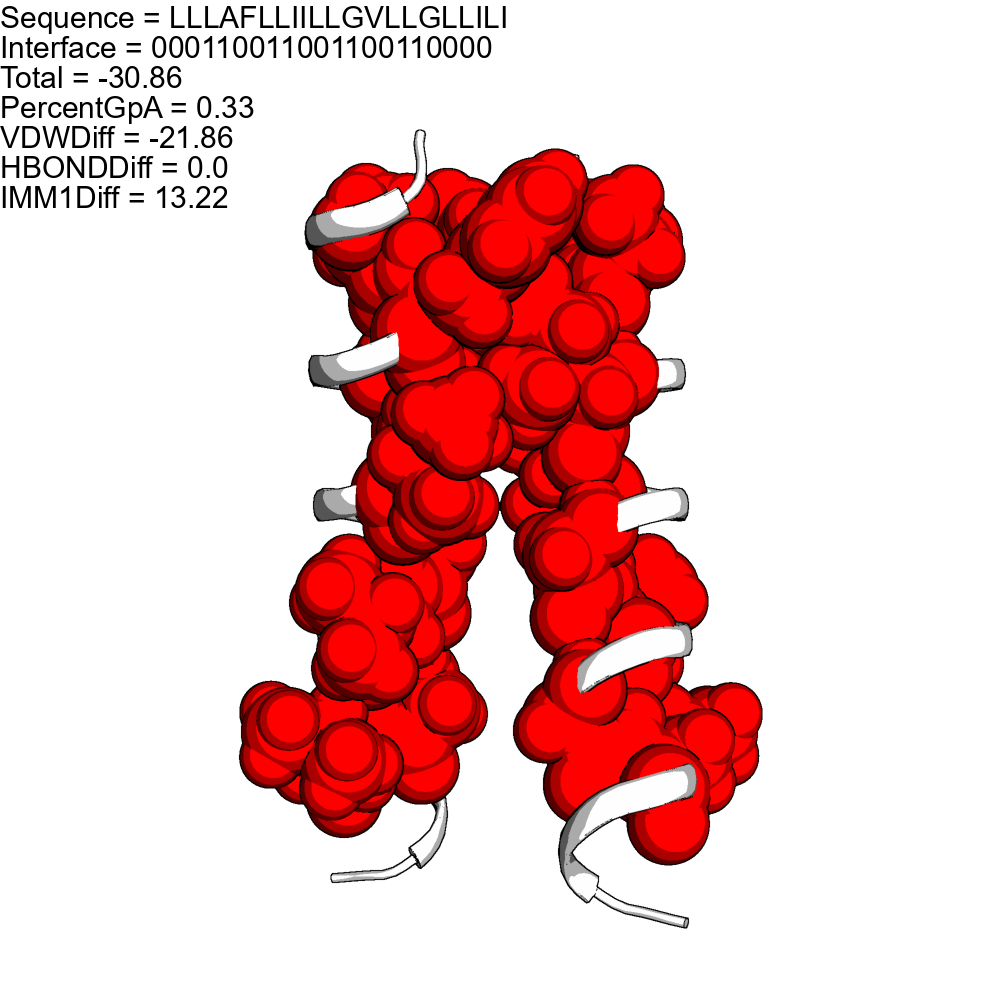 Sequence = LLLAFLLIILLGVLLGLLILI
Interface = 000110011001100110000
Total = -30.86
PercentGpA = 0.33
VDWDiff = -21.86
HBONDDiff = 0.0
IMM1Diff = 13.22